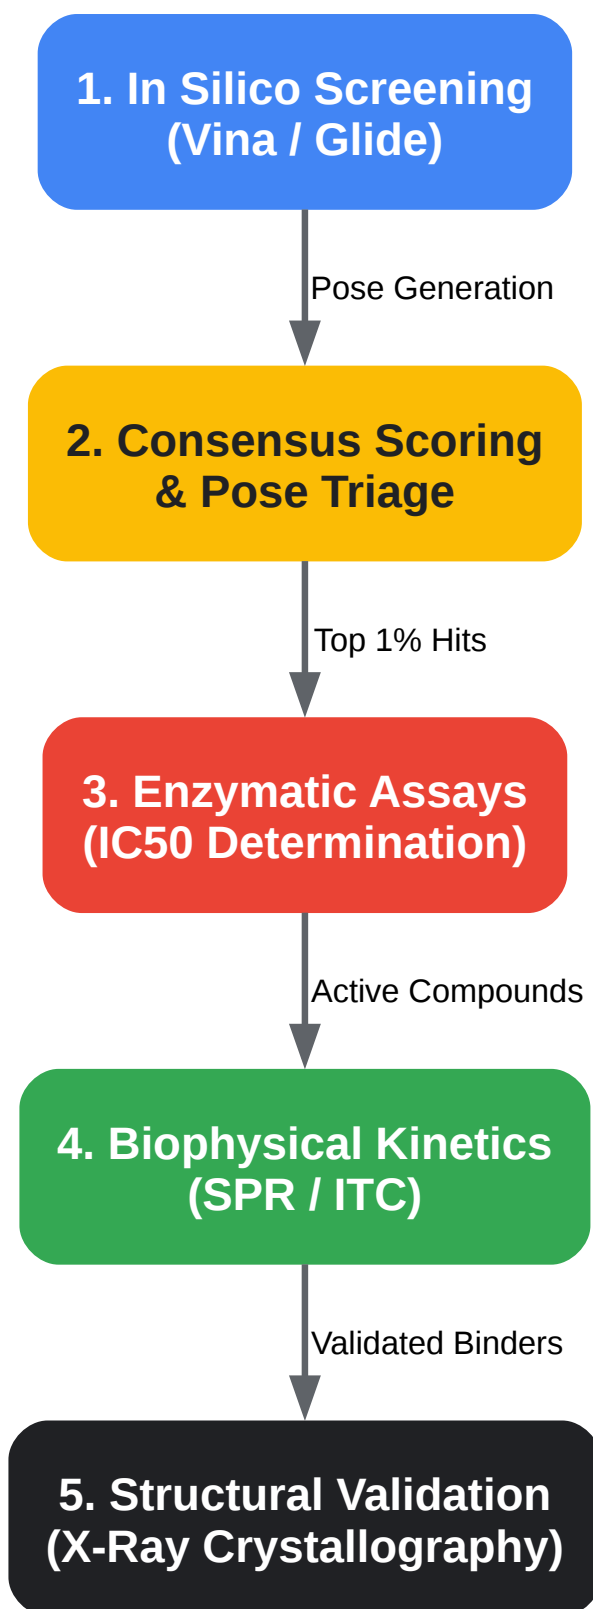 1. In Silico Screening
(Vina / Glide)
Pose Generation
2. Consensus Scoring
& Pose Triage
Top 1% Hits
3. Enzymatic Assays
(IC50 Determination)
Active Compounds
4. Biophysical Kinetics
(SPR / ITC)
Validated Binders
5. Structural Validation
(X-Ray Crystallography)